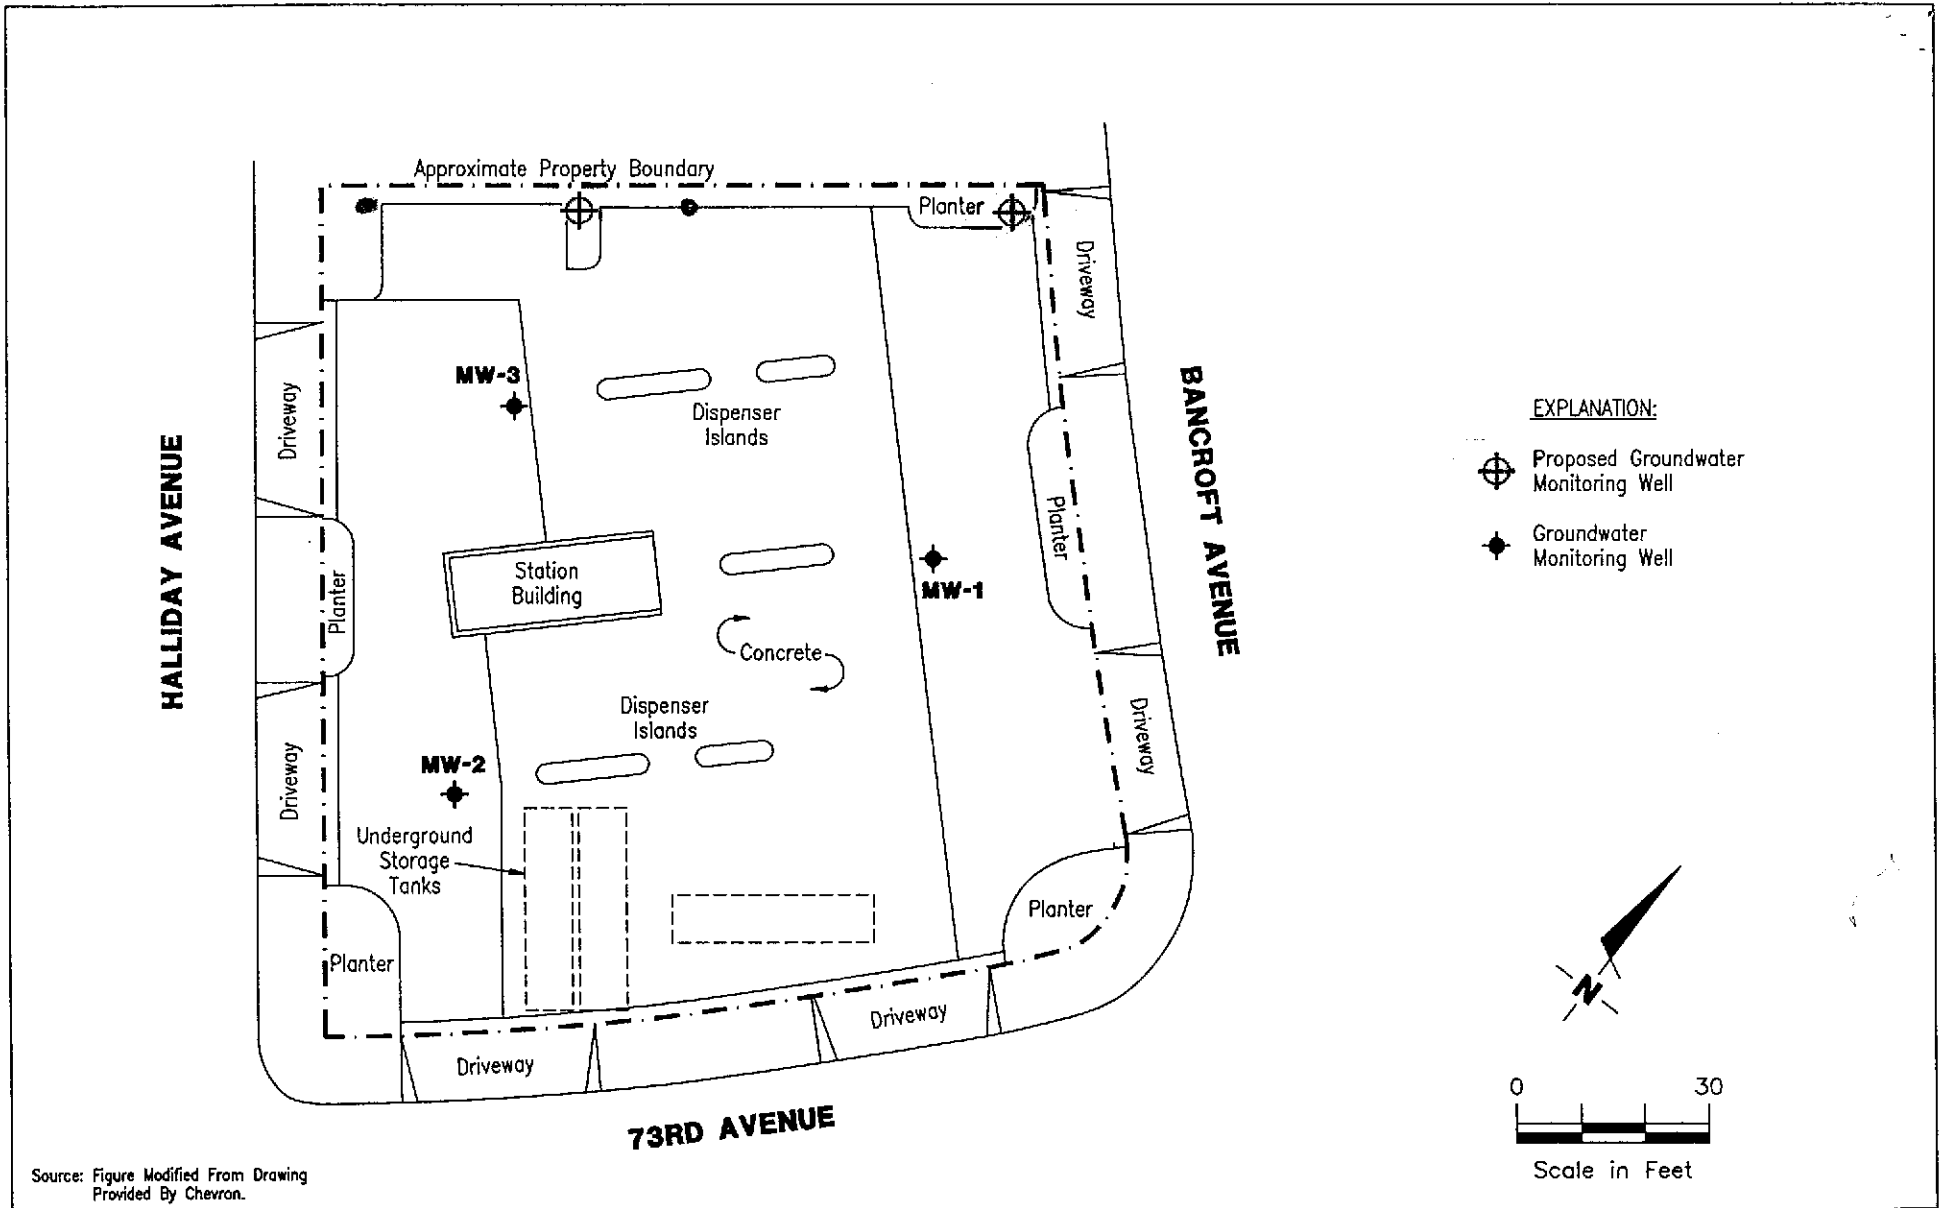 Approximate Property Boundary
Planter
Driveway
MW-3
Dispenser
Islands
Driveway
HALLIDAY AVENUE
BANCROFT AVENUE
EXPLANATION:
Proposed Groundwater
Monitoring Well
Groundwater
Monitoring Well
Planter
Station
Building
MW-1
Planter
Concrete
Dispenser
Islands
Driveway
MW-2
Driveway
Underground
Storage
Tanks
Planter
Planter
N
Driveway
Driveway
73RD AVENUE
0 30
Scale in Feet
Source: Figure Modified From Drawing
Provided By Chevron.